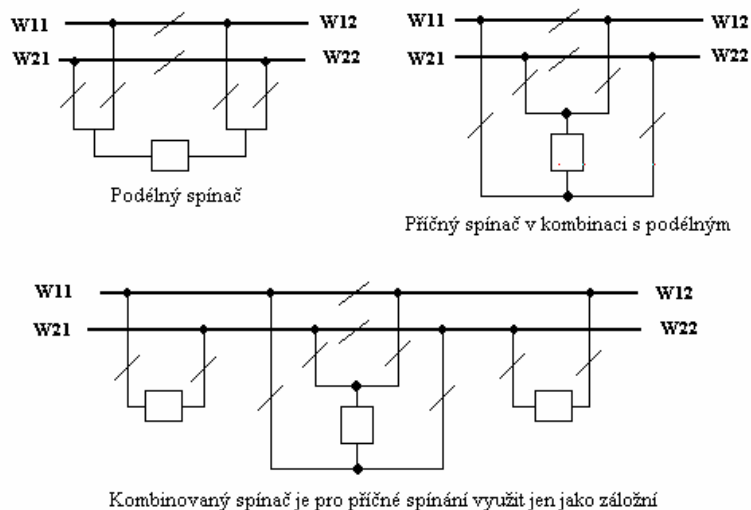 W11 W12
W21 W22
Podélný spínač
W11 W12
W21 W22
Příčný spínač v kombinaci s podélným
W11 W12
W21 W22
Kombinovaný spínač je pro příčné spínání využit jen jako záložní